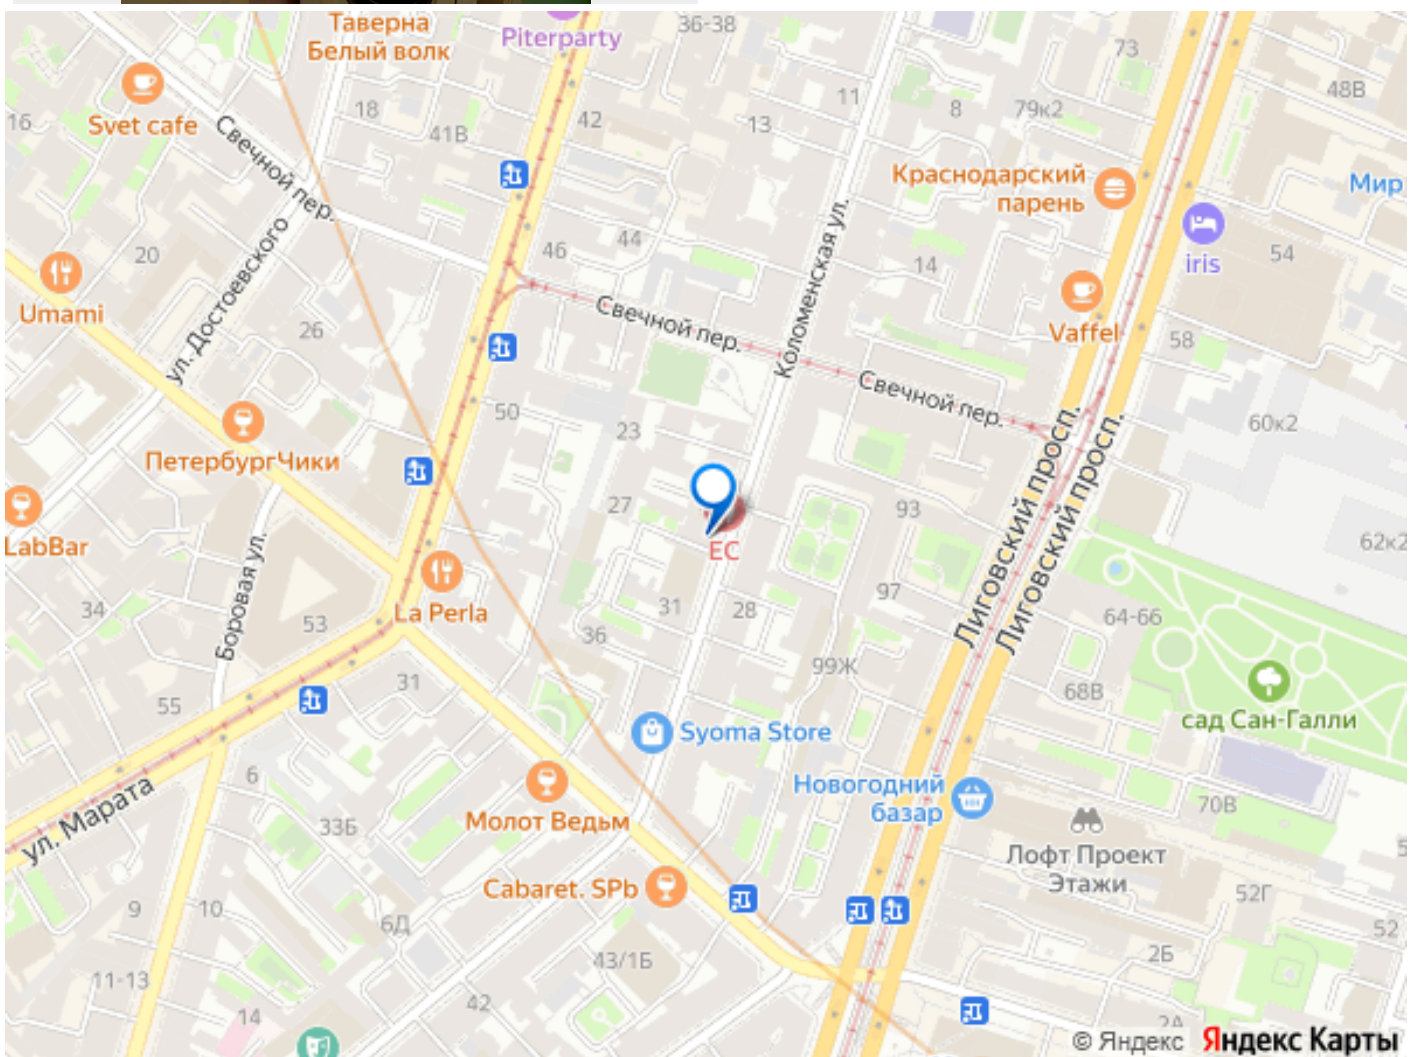 Таверна
Белый волк
Piterparty
36-38
73
48В
16
Svet cafe
18
41В
42
13
11
8
79к2
Свечной пер.
Краснодарский
парень
Мир
20
ул. Достоевского
46
44
Коломенская ул.
14
iris
54
Umami
26
Свечной пер.
Vaffel
58
Свечной пер.
50
23
60к2
ПетербургЧики
Лиговский просп.
Лиговский просп.
LabBar
27
ЕС
93
62к2
Боровая ул.
La Perla
34
53
36
31
28
97
64-66
99Ж
68В
55
31
сад Сан-Галли
Syoma Store
6
Новогодний
базар
70В
ул. Марата
33Б
Молот Ведьм
Лофт Проект
Этажи
5
Cabaret. SPb
52Г
9
10
6Д
52
43/1Б
2Б
11-13
42
14
2А
© Яндекс Яндекс Карты